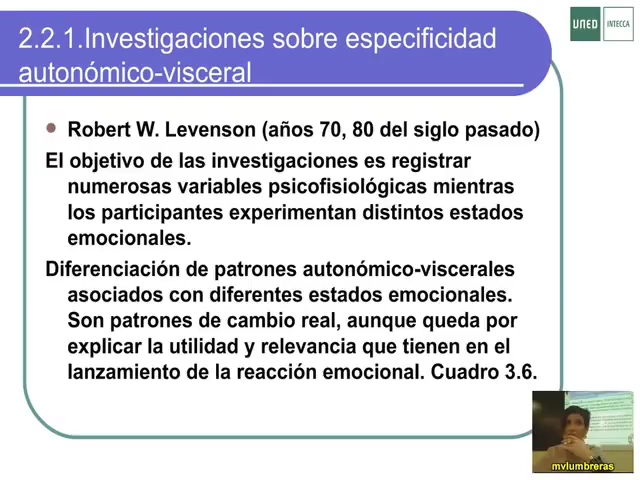 2.2.1.Investigaciones sobre especificidad
autonómico-visceral
UNED
INTECCA
Robert W. Levenson (años 70, 80 del siglo pasado)
El objetivo de las investigaciones es registrar
numerosas variables psicofisiológicas mientras
los participantes experimentan distintos estados
emocionales.
Diferenciación de patrones autonómico-viscerales
asociados con diferentes estados emocionales.
Son patrones de cambio real, aunque queda por
explicar la utilidad y relevancia que tienen en el
lanzamiento de la reacción emocional. Cuadro 3.6.
mvlumbreras